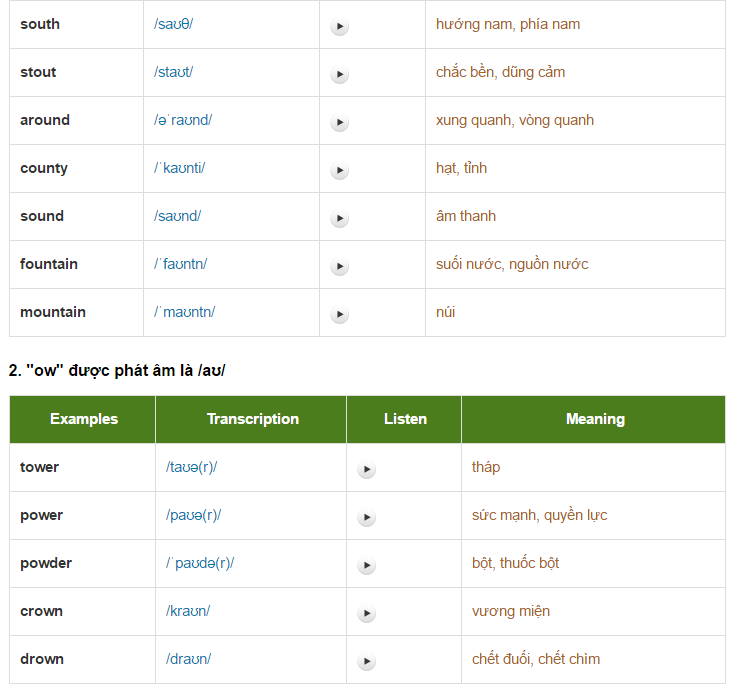 south /saʊθ/ hướng nam, phía nam
stout /staʊt/ chắc bền, dũng cảm
around /əˈraʊnd/ xung quanh, vòng quanh
county /ˈkaʊnti/ hạt, tỉnh
sound /saʊnd/ âm thanh
fountain /ˈfaʊntn/ suối nước, nguồn nước
mountain /ˈmaʊntn/ núi
2. "ow" được phát âm là /aʊ/
Examples Transcription Listen Meaning
tower /taʊə(r)/ tháp
power /paʊə(r)/ sức mạnh, quyền lực
powder /ˈpaʊdə(r)/ bột, thuốc bột
crown /kraʊn/ vương miện
drown /draʊn/ chết đuối, chết chìm